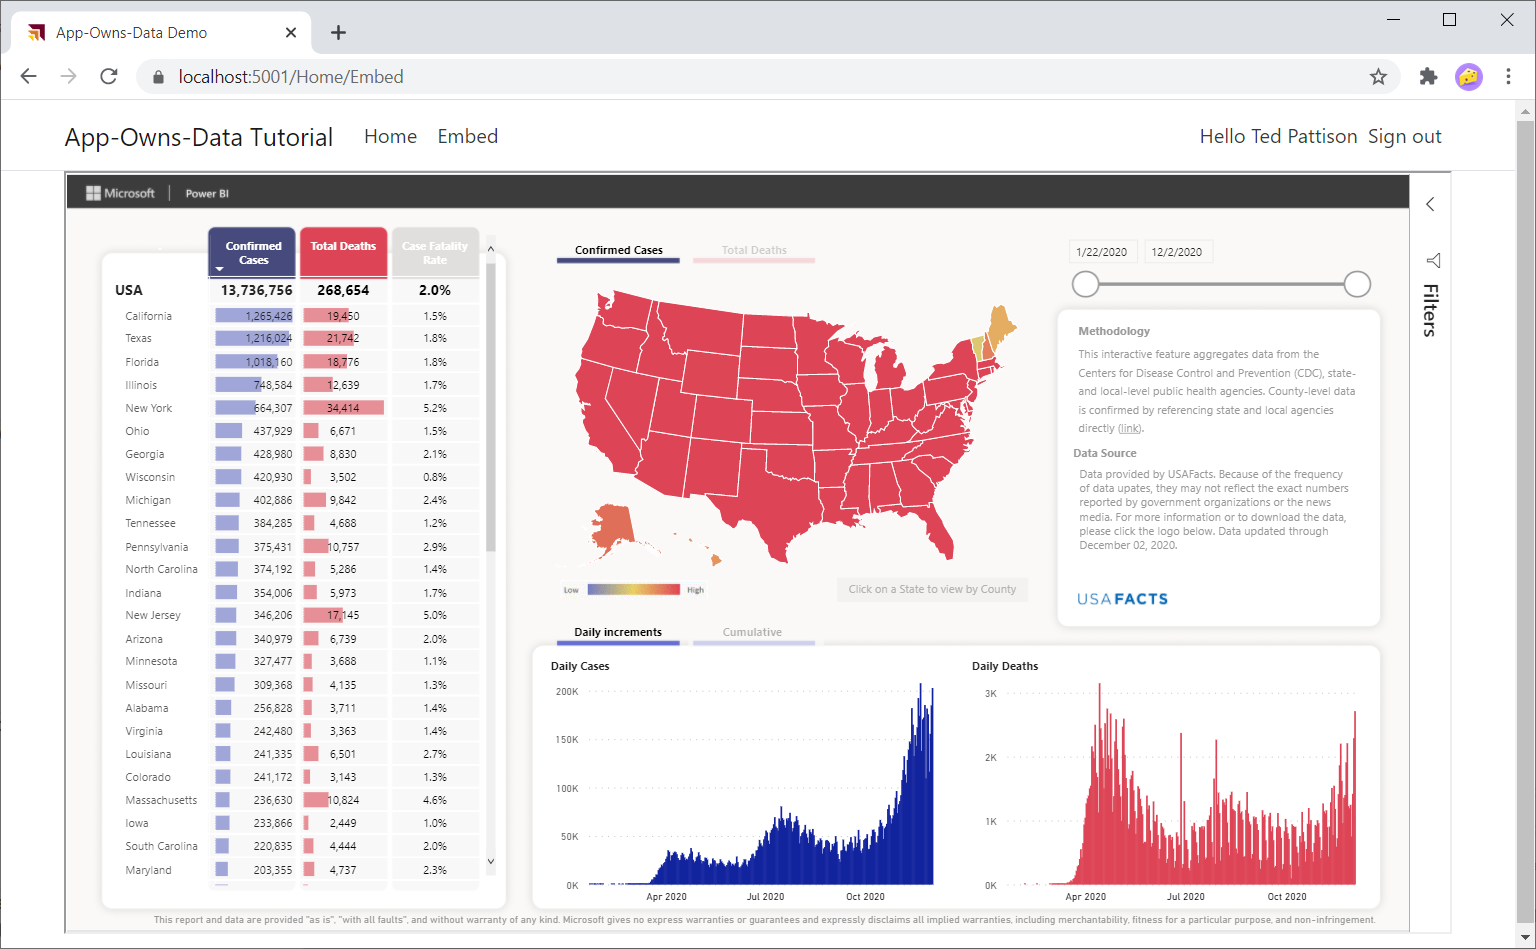 App-Owns-Data Demo
localhost:5001/Home/Embed
App-Owns-Data Tutorial Home Embed Hello Ted Pattison Sign out
Microsoft Power BI
Confirmed Cases Total Deaths Case Fatality Rate
USA 13,736,756 268,654 2.0%
California 1,265,426 19,450 1.5%
Texas 1,216,024 21,742 1.8%
Florida 1,018,160 18,776 1.8%
Illinois 748,584 12,639 1.7%
New York 664,307 34,414 5.2%
Ohio 437,929 6,671 1.5%
Georgia 428,980 8,830 2.1%
Wisconsin 420,930 3,502 0.8%
Michigan 402,886 9,842 2.4%
Tennessee 384,285 4,688 1.2%
Pennsylvania 375,431 10,757 2.9%
North Carolina 374,192 5,286 1.4%
Indiana 354,006 5,973 1.7%
New Jersey 346,206 17,145 5.0%
Arizona 340,979 6,739 2.0%
Minnesota 327,477 3,688 1.1%
Missouri 309,368 4,135 1.3%
Alabama 256,828 3,711 1.4%
Virginia 242,480 3,363 1.4%
Louisiana 241,335 6,501 2.7%
Colorado 241,172 3,143 1.3%
Massachusetts 236,630 10,824 4.6%
Iowa 233,866 2,449 1.0%
South Carolina 220,835 4,444 2.0%
Maryland 203,355 4,737 2.3%
Confirmed Cases Total Deaths
Low High
Click on a State to view by County
1/22/2020 12/2/2020
Methodology
This interactive feature aggregates data from the
Centers for Disease Control and Prevention (CDC), state-
and local-level public health agencies. County-level data
is confirmed by referencing state and local agencies
directly (link).
Data Source
Data provided by USAFacts. Because of the frequency
of data upates, they may not reflect the exact numbers
reported by government organizations or the news
media. For more information or to download the data,
please click the logo below. Data updated through
December 02, 2020.
USAFACTS
Filters
Daily increments Cumulative
Daily Cases
200K
150K
100K
50K
0K
Apr 2020 Jul 2020 Oct 2020
Daily Deaths
3K
2K
1K
0K
Apr 2020 Jul 2020 Oct 2020
This report and data are provided "as is", "with all faults", and without warranty of any kind. Microsoft gives no express warranties or guarantees and expressly disclaims all implied warranties, including merchantability, fitness for a particular purpose, and non-infringement.